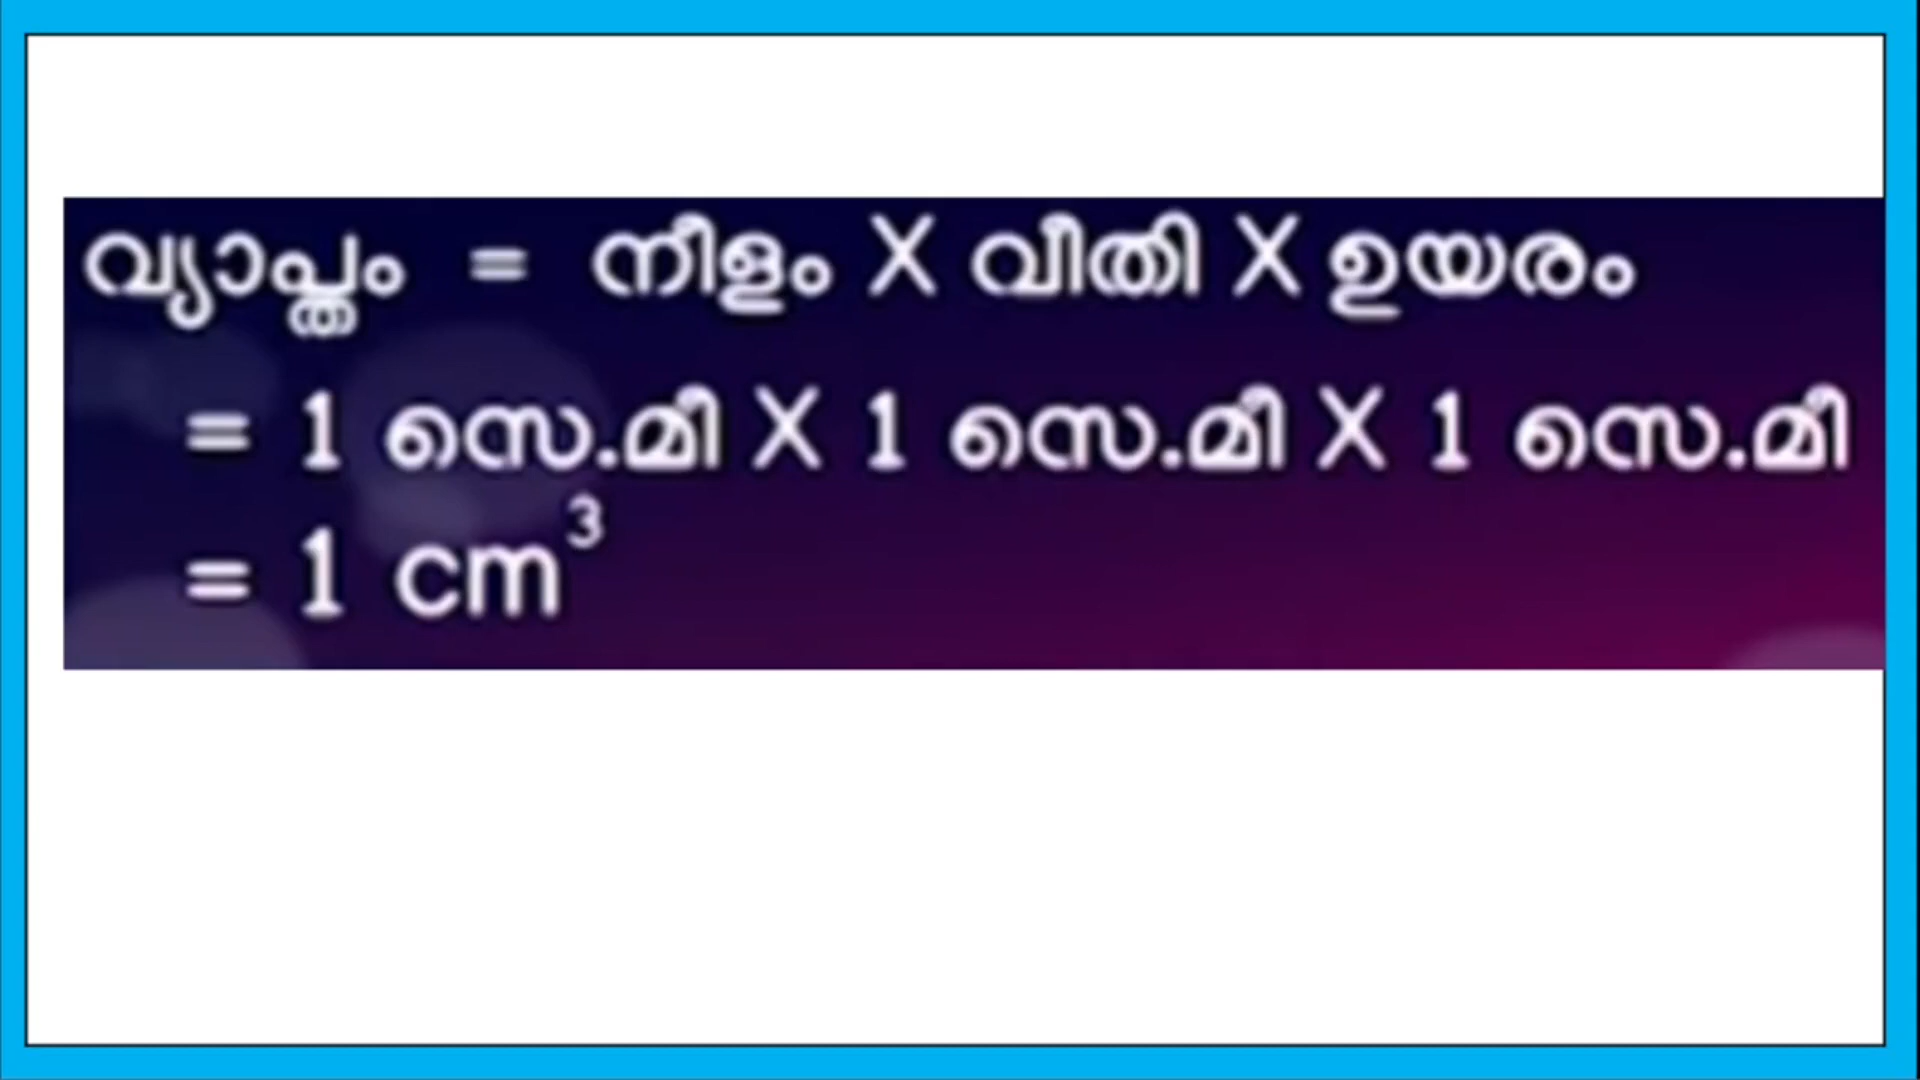 വ്യാപ്തം = നീളം X വീതി X ഉയരം
= 1 സെ.മീ X 1 സെ.മീ X 1 സെ.മീ
= 1 cm³